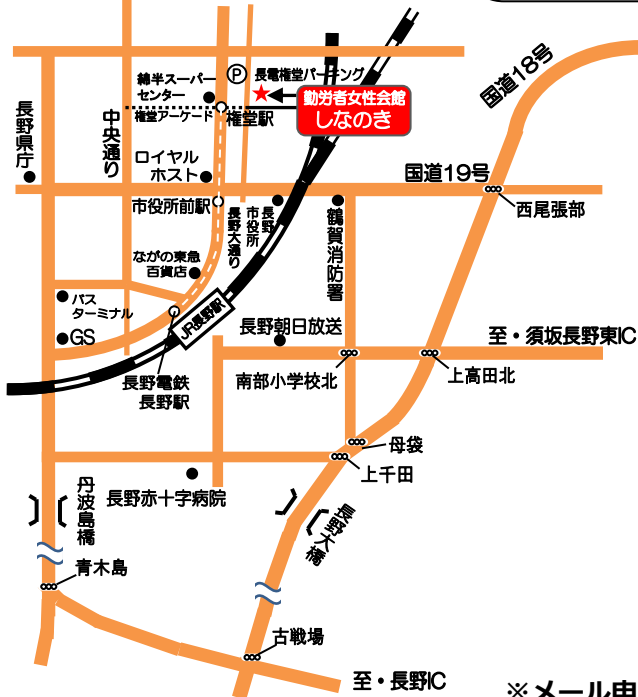 国道18号
綿半スーパー
センター
Ⓟ
長電権堂パーキング
勤労者女性会館
しなのき
権堂アーケード
権堂駅
長野県庁
中央通り
ロイヤル
ホスト
国道19号
市役所前駅
西尾張部
長野大通り
長野
市役所
鶴賀消防署
ながの東急
百貨店
バス
ターミナル
JR長野駅
GS
長野朝日放送
至・須坂長野東IC
長野電鉄
長野駅
南部小学校北
上高田北
母袋
上千田
長野赤十字病院
丹波島橋
長野大橋
青木島
古戦場
至・長野IC
※メール申